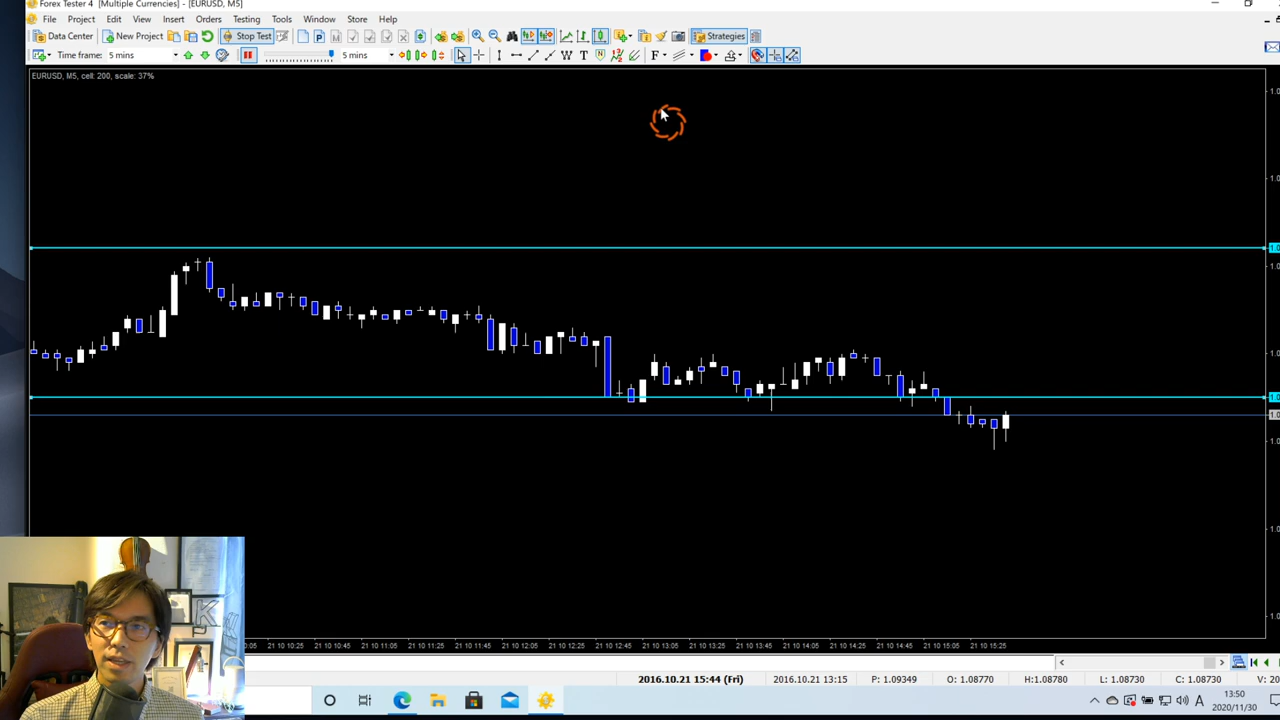 Forex Tester 4 [Multiple Currencies] - [EURUSD, M5]
File Project Edit View Insert Orders Testing Tools Window Store Help
Data Center New Project Stop Test Strategies
Time frame: 5 mins 5 mins
EURUSD, M5, cell: 200, scale: 37%
21 10 10:45 21 10 11:05 21 10 11:25 21 10 11:45 21 10 12:05 21 10 12:25 21 10 12:45 21 10 13:05 21 10 13:25 21 10 13:45 21 10 14:05 21 10 14:25 21 10 14:45 21 10 15:05 21 10 15:25
2016.10.21 15:44 (Fri) 2016.10.21 13:15 P: 1.09349 O: 1.08770 H:1.08780 L: 1.08730 C: 1.08730 V: 20
A 13:50
2020/11/30